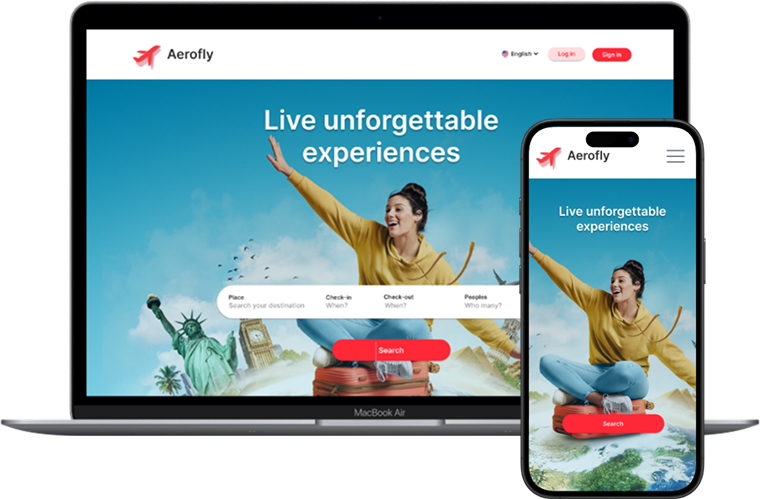 Aerofly
English
Log in
Sign in
Live unforgettable
experiences
Place
Search your destination
Check-in
When?
Check-out
When?
Peoples
Who many?
Search
MacBook Air
Aerofly
Live unforgettable
experiences
Search